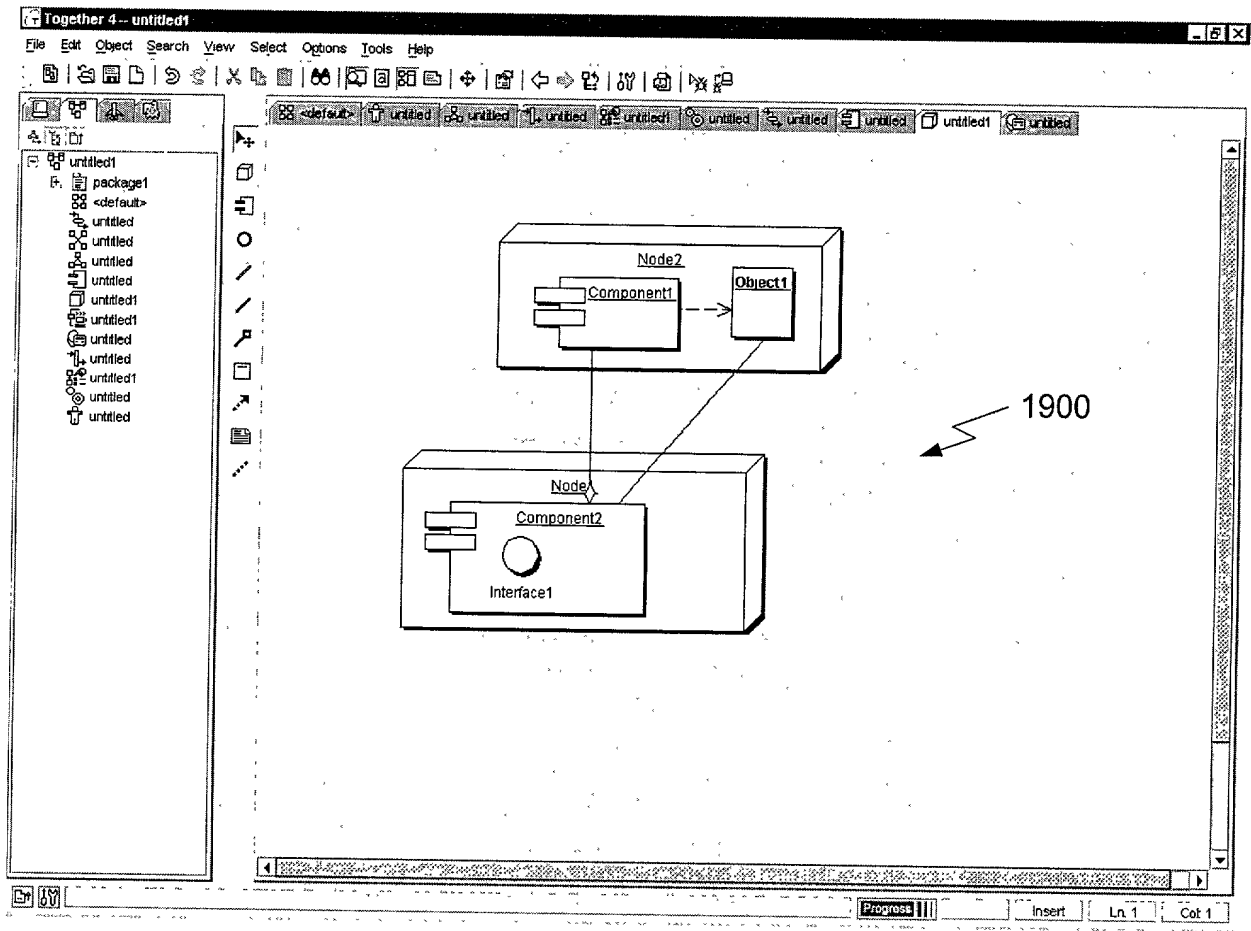 Together 4 -- untitled1
File Edit Object Search View Select Options Tools Help
<default> untitled untitled untitled untitled1 untitled untitled untitled untitled1 untitled
untitled1
package1
<default>
untitled
untitled
untitled
untitled
untitled1
untitled1
untitled
untitled
untitled1
untitled
untitled
Node2
Component1
Object1
1900
Node
Component2
Interface1
Progress Insert Ln. 1 Col: 1